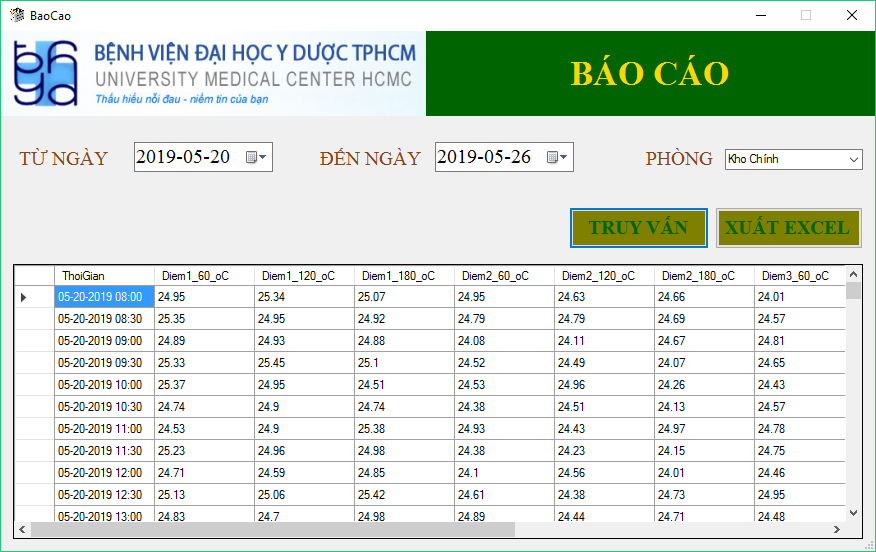 BaoCao
BỆNH VIỆN ĐẠI HỌC Y DƯỢC TPHCM
UNIVERSITY MEDICAL CENTER HCMC
Thấu hiểu nỗi đau - niềm tin của bạn
BÁO CÁO
TỪ NGÀY 2019-05-20 ĐẾN NGÀY 2019-05-26 PHÒNG Kho Chính
TRUY VẤN XUẤT EXCEL
ThoiGian Diem1_60_oC Diem1_120_oC Diem1_180_oC Diem2_60_oC Diem2_120_oC Diem2_180_oC Diem3_60_oC
05-20-2019 08:00 24.95 25.34 25.07 24.95 24.63 24.66 24.01
05-20-2019 08:30 25.35 24.95 24.92 24.79 24.79 24.69 24.57
05-20-2019 09:00 24.89 24.93 24.88 24.08 24.11 24.67 24.81
05-20-2019 09:30 25.33 25.45 25.1 24.52 24.49 24.07 24.65
05-20-2019 10:00 25.37 24.95 24.51 24.53 24.96 24.26 24.43
05-20-2019 10:30 24.74 24.9 24.74 24.38 24.51 24.13 24.57
05-20-2019 11:00 24.53 24.9 25.38 24.93 24.43 24.97 24.78
05-20-2019 11:30 25.23 24.96 24.98 24.38 24.23 24.15 24.75
05-20-2019 12:00 24.71 24.59 24.85 24.1 24.56 24.01 24.46
05-20-2019 12:30 25.13 25.06 25.42 24.61 24.38 24.73 24.95
05-20-2019 13:00 24.83 24.7 24.98 24.89 24.44 24.71 24.48